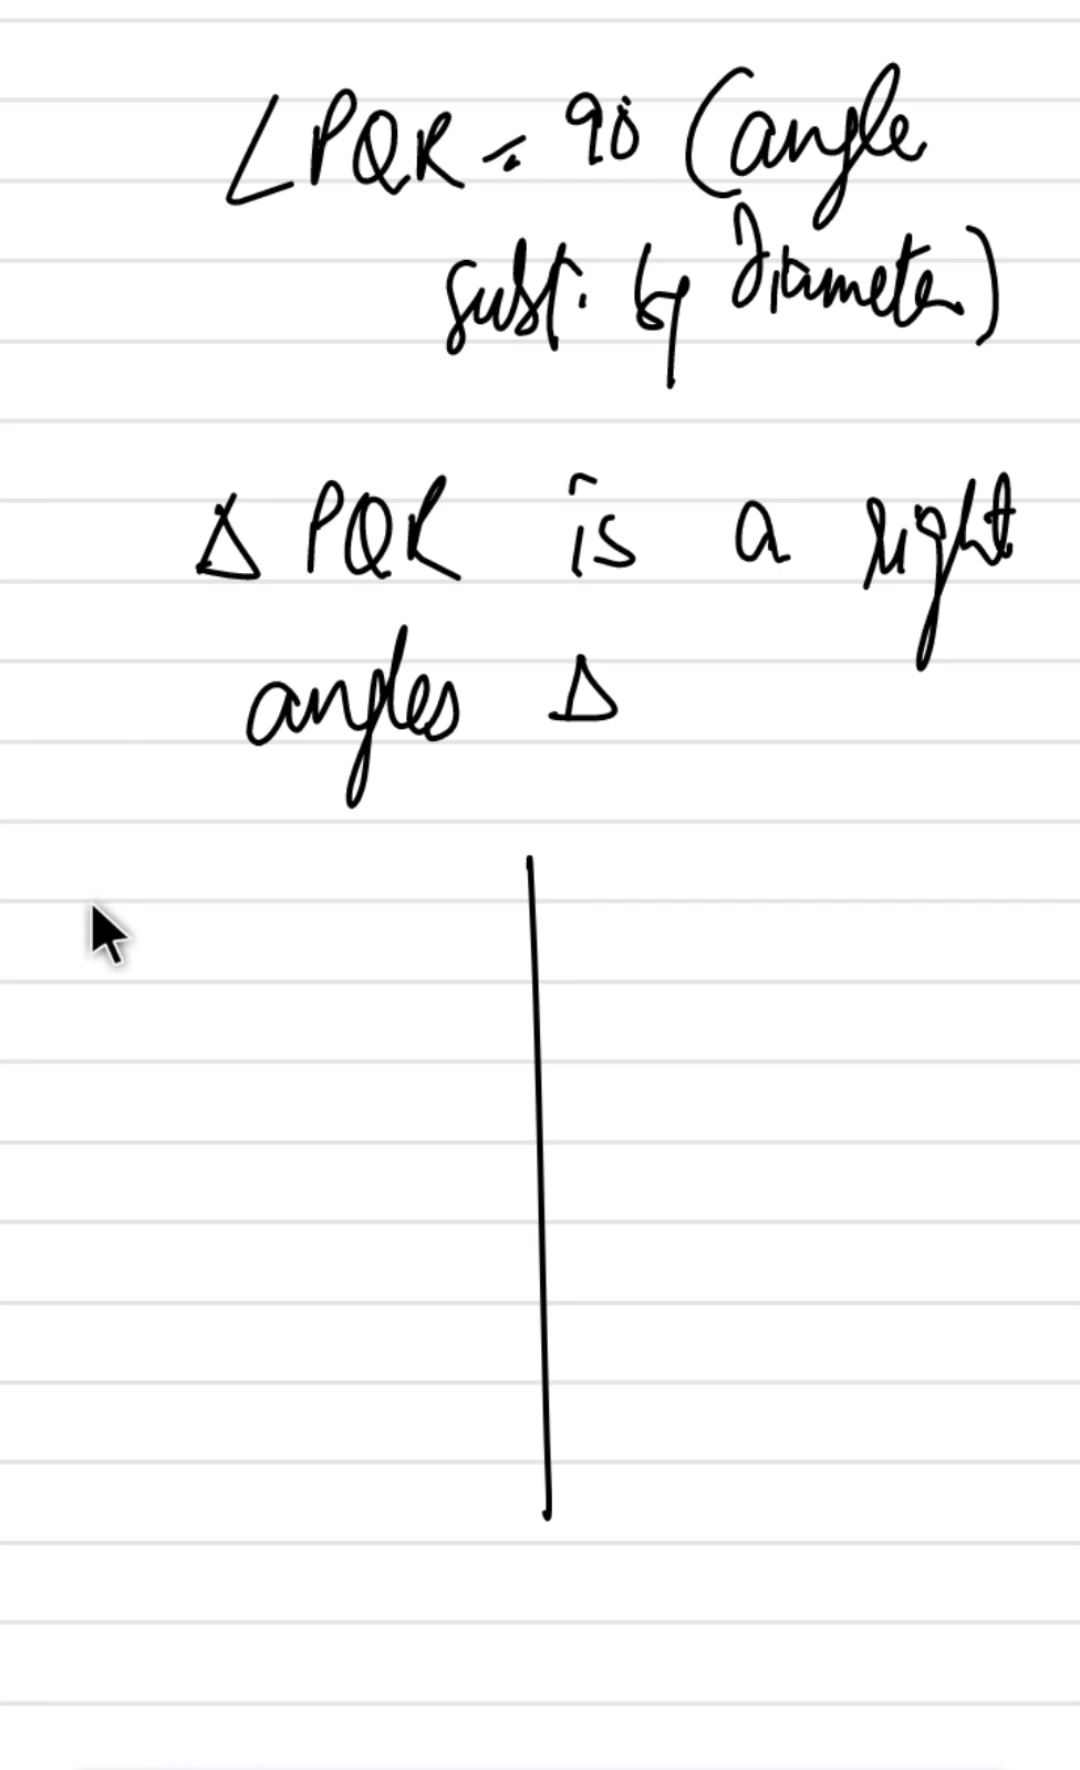 ∠PQR = 90° (angle
subt. by Diameter)
Δ PQR is a right
angles Δ